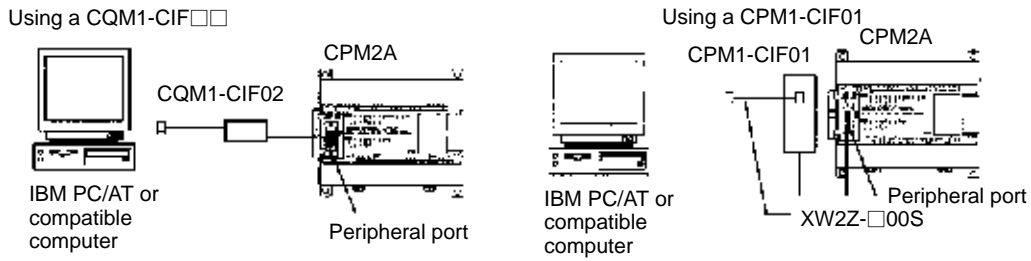 Using a CQM1-CIF□□
CPM2A
CQM1-CIF02
IBM PC/AT or
compatible
computer
Peripheral port
Using a CPM1-CIF01
CPM2A
CPM1-CIF01
IBM PC/AT or
compatible
computer
Peripheral port
XW2Z-□00S